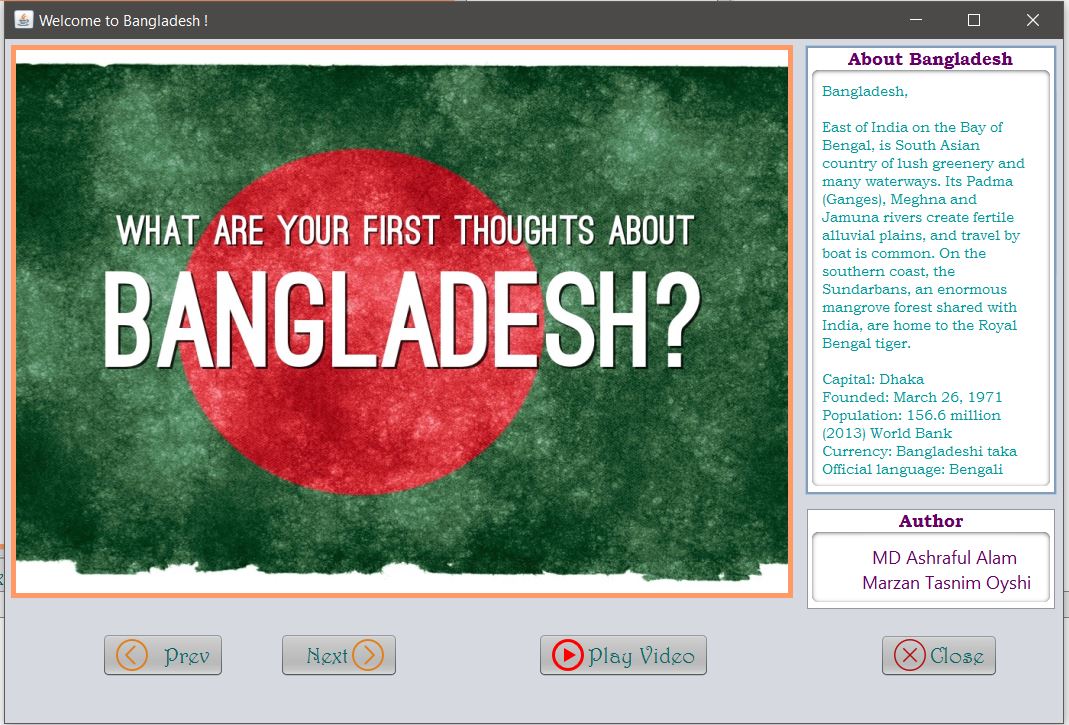 Welcome to Bangladesh !
WHAT ARE YOUR FIRST THOUGHTS ABOUT
BANGLADESH?
About Bangladesh
Bangladesh,
East of India on the Bay of
Bengal, is South Asian
country of lush greenery and
many waterways. Its Padma
(Ganges), Meghna and
Jamuna rivers create fertile
alluvial plains, and travel by
boat is common. On the
southern coast, the
Sundarbans, an enormous
mangrove forest shared with
India, are home to the Royal
Bengal tiger.
Capital: Dhaka
Founded: March 26, 1971
Population: 156.6 million
(2013) World Bank
Currency: Bangladeshi taka
Official language: Bengali
Author
MD Ashraful Alam
Marzan Tasnim Oyshi
Prev
Next
Play Video
Close